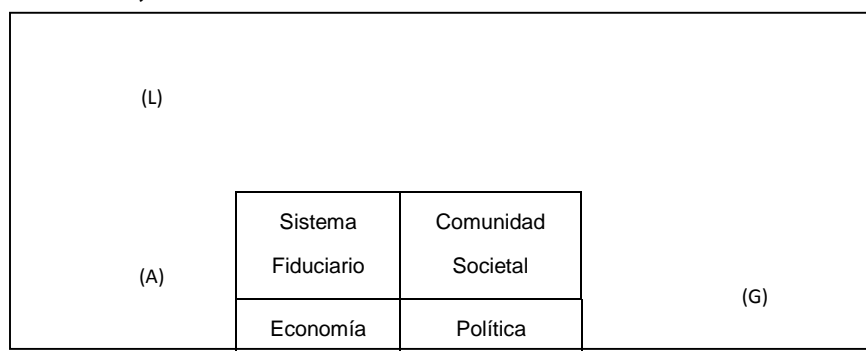 (L)
Sistema Comunidad
Fiduciario Societal
(A)
(G)
Economía Política